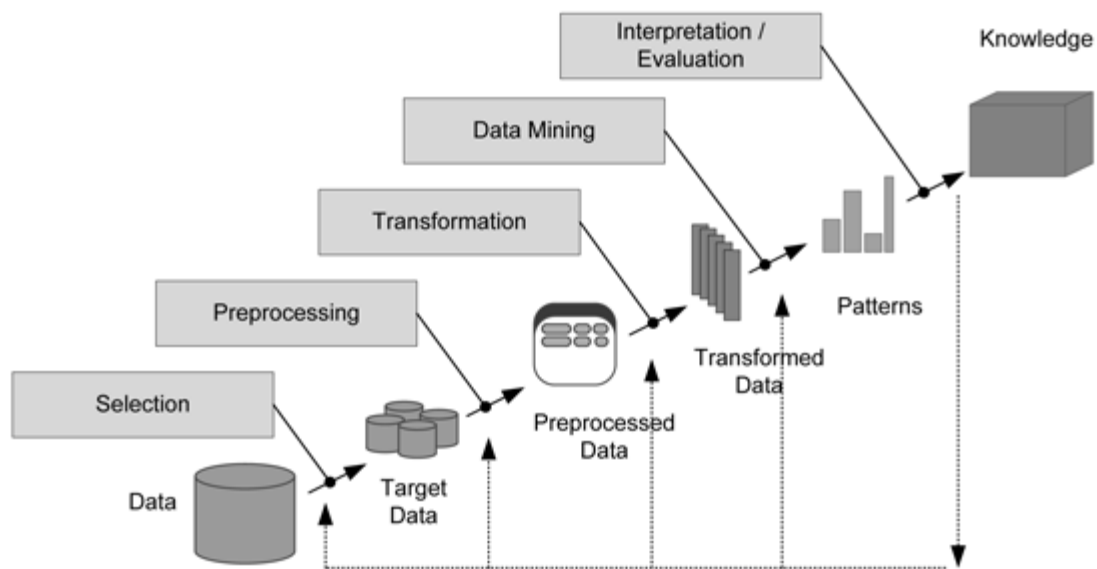 Interpretation /
Evaluation
Knowledge
Data Mining
Transformation
Patterns
Preprocessing
Transformed
Data
Selection
Preprocessed
Data
Data
Target
Data